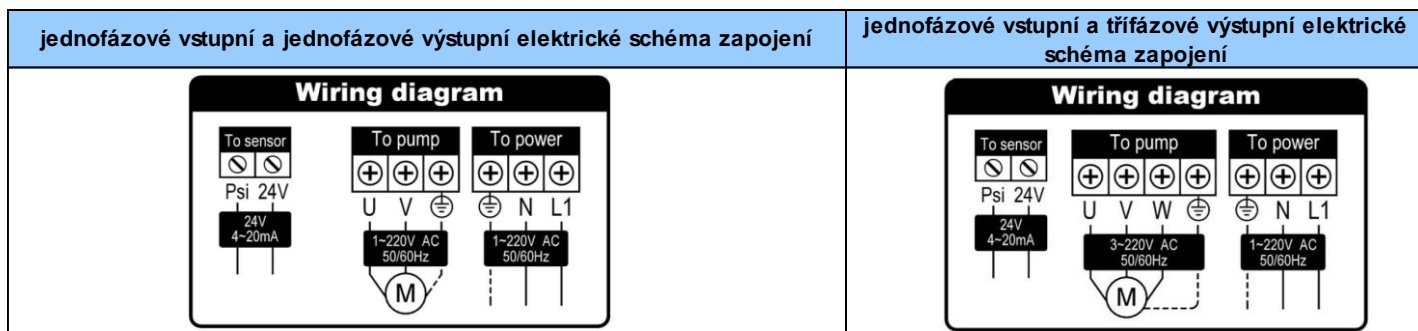 jednofázové vstupní a jednofázové výstupní elektrické schéma zapojení
Wiring diagram
To sensor
To pump
To power
Psi 24V
U V
N L1
24V
4~20mA
1~220V AC
50/60Hz
1~220V AC
50/60Hz
M
jednofázové vstupní a třífázové výstupní elektrické
schéma zapojení
Wiring diagram
To sensor
To pump
To power
Psi 24V
U V W
N L1
24V
4~20mA
3~220V AC
50/60Hz
1~220V AC
50/60Hz
M